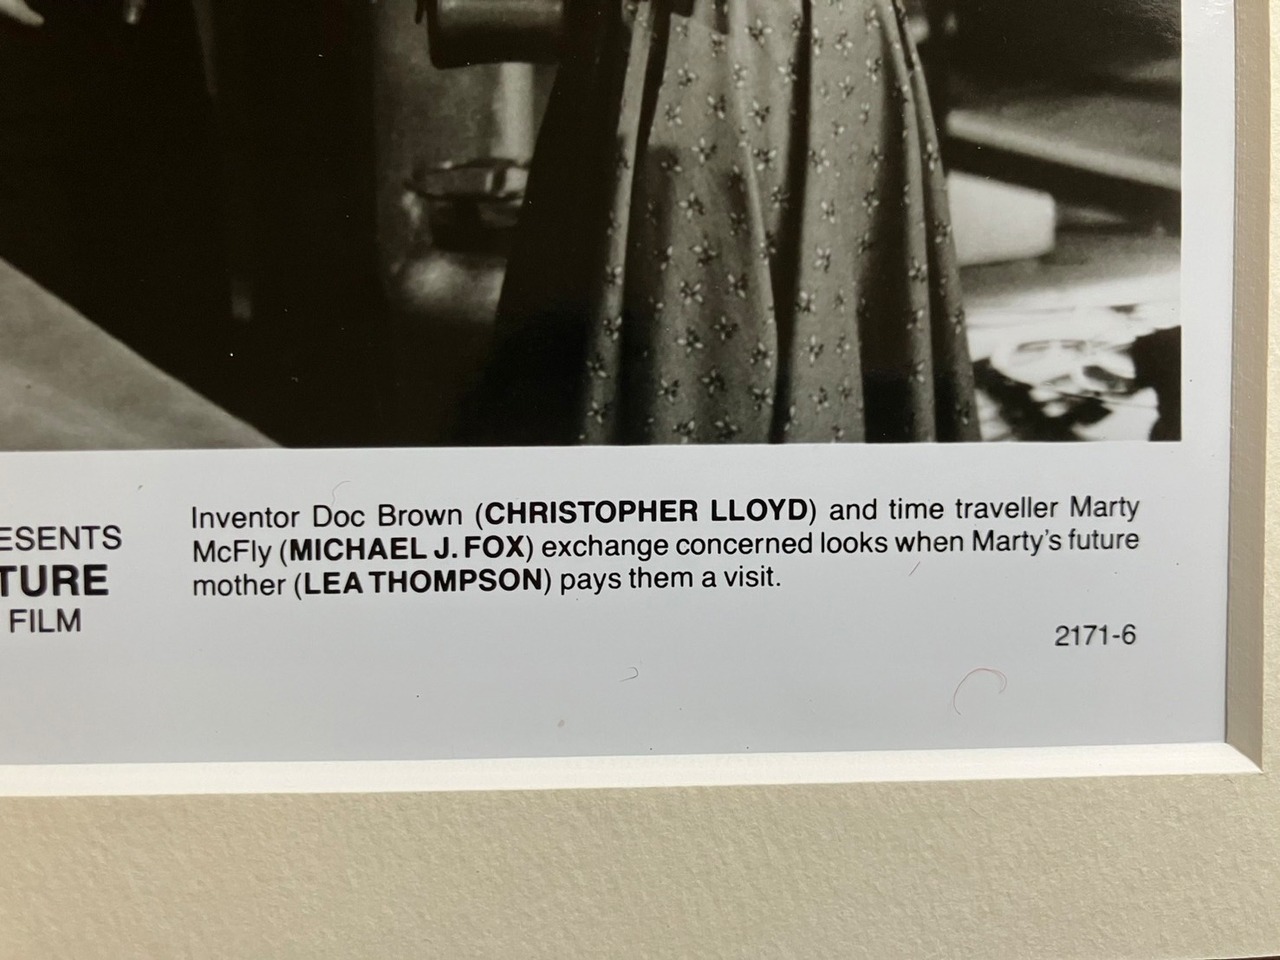 ESENTS
TURE
FILM
Inventor Doc Brown (CHRISTOPHER LLOYD) and time traveller Marty
McFly (MICHAEL J. FOX) exchange concerned looks when Marty's future
mother (LEA THOMPSON) pays them a visit.
2171-6